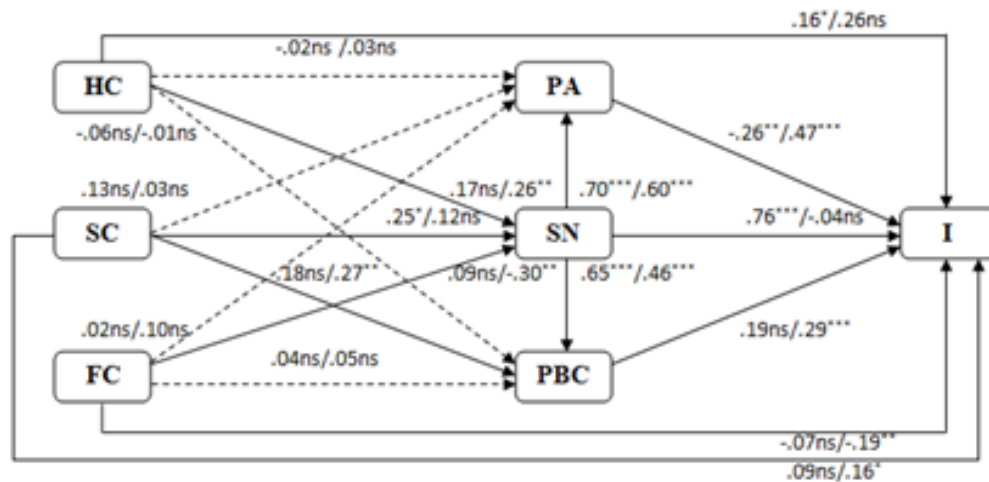 .16*/.26ns
-.02ns /.03ns
HC
PA
-.06ns/-.01ns
-.26**/.47***
.13ns/.03ns
.17ns/.26**
.70***/.60***
.25*/.12ns
.76***/-.04ns
SC
SN
I
.18ns/.27**
.09ns/-.30**
.65***/.46***
.02ns/.10ns
.19ns/.29***
.04ns/.05ns
FC
PBC
-.07ns/-.19**
.09ns/.16*